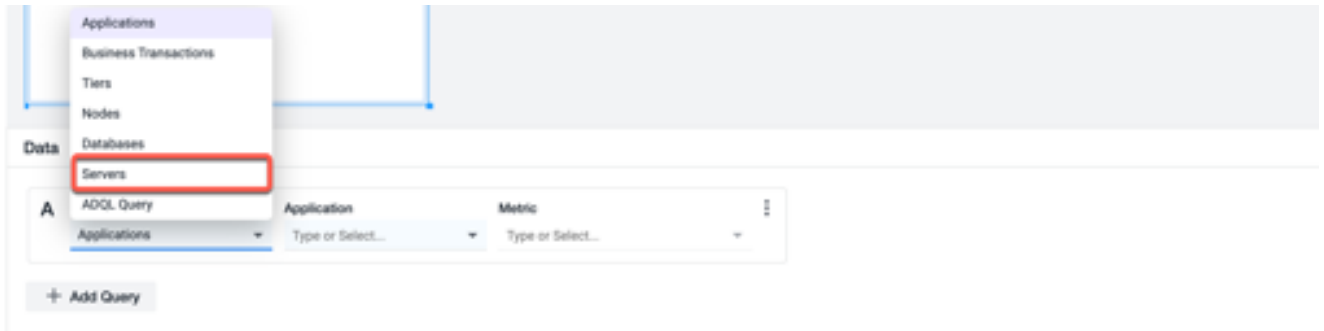 Applications
Business Transactions
Tiers
Nodes
Databases
Data
Servers
A
ADQL Query
Application
Metric
Applications
Type or Select...
Type or Select...
+ Add Query